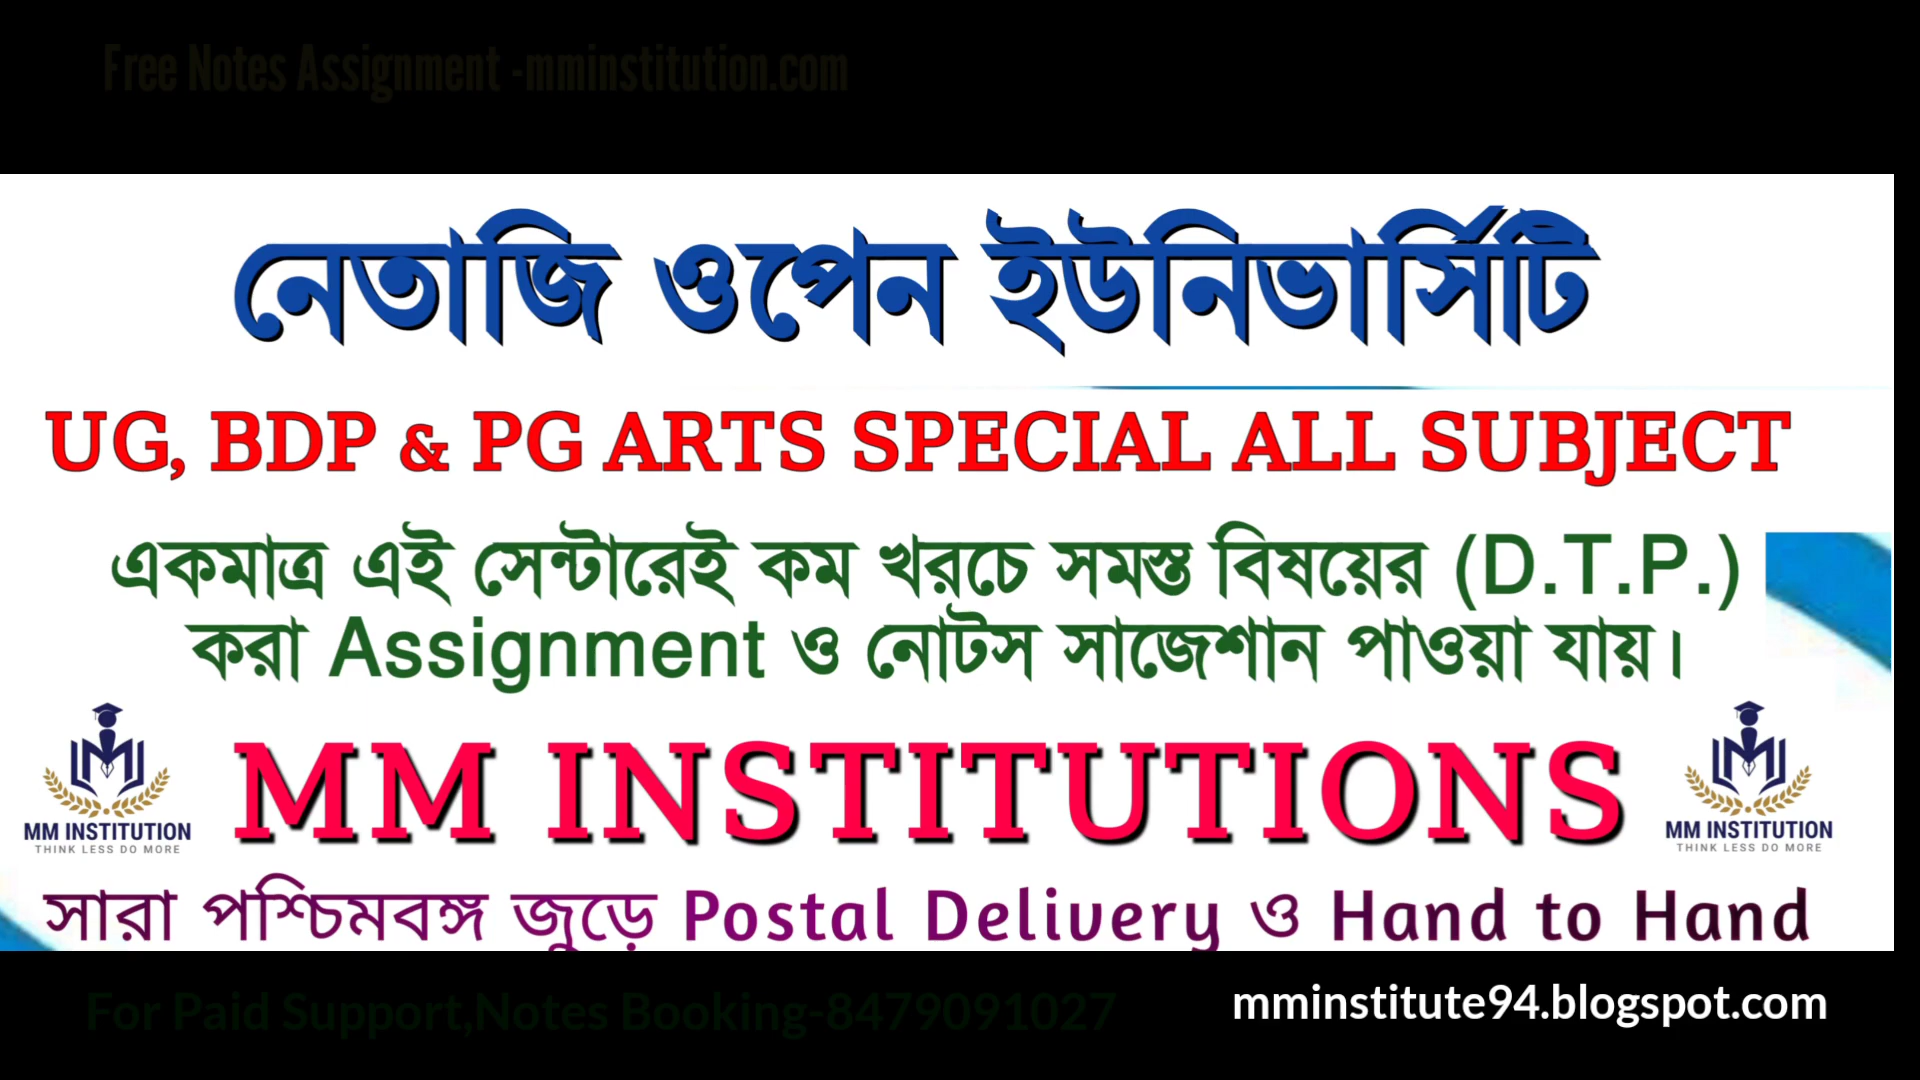 Free Notes Assignment -mminstitution.com
নেতাজি ওপেন ইউনিভার্সিটি
UG, BDP & PG ARTS SPECIAL ALL SUBJECT
একমাত্র এই সেন্টারেই কম খরচে সমস্ত বিষয়ের (D.T.P.)
করা Assignment ও নোটস সাজেশান পাওয়া যায়।
MM INSTITUTIONS
MM INSTITUTION
THINK LESS DO MORE
MM INSTITUTION
THINK LESS DO MORE
সারা পশ্চিমবঙ্গ জুড়ে Postal Delivery ও Hand to Hand
For Paid Support,Notes Booking-8479091027
mminstitute94.blogspot.com